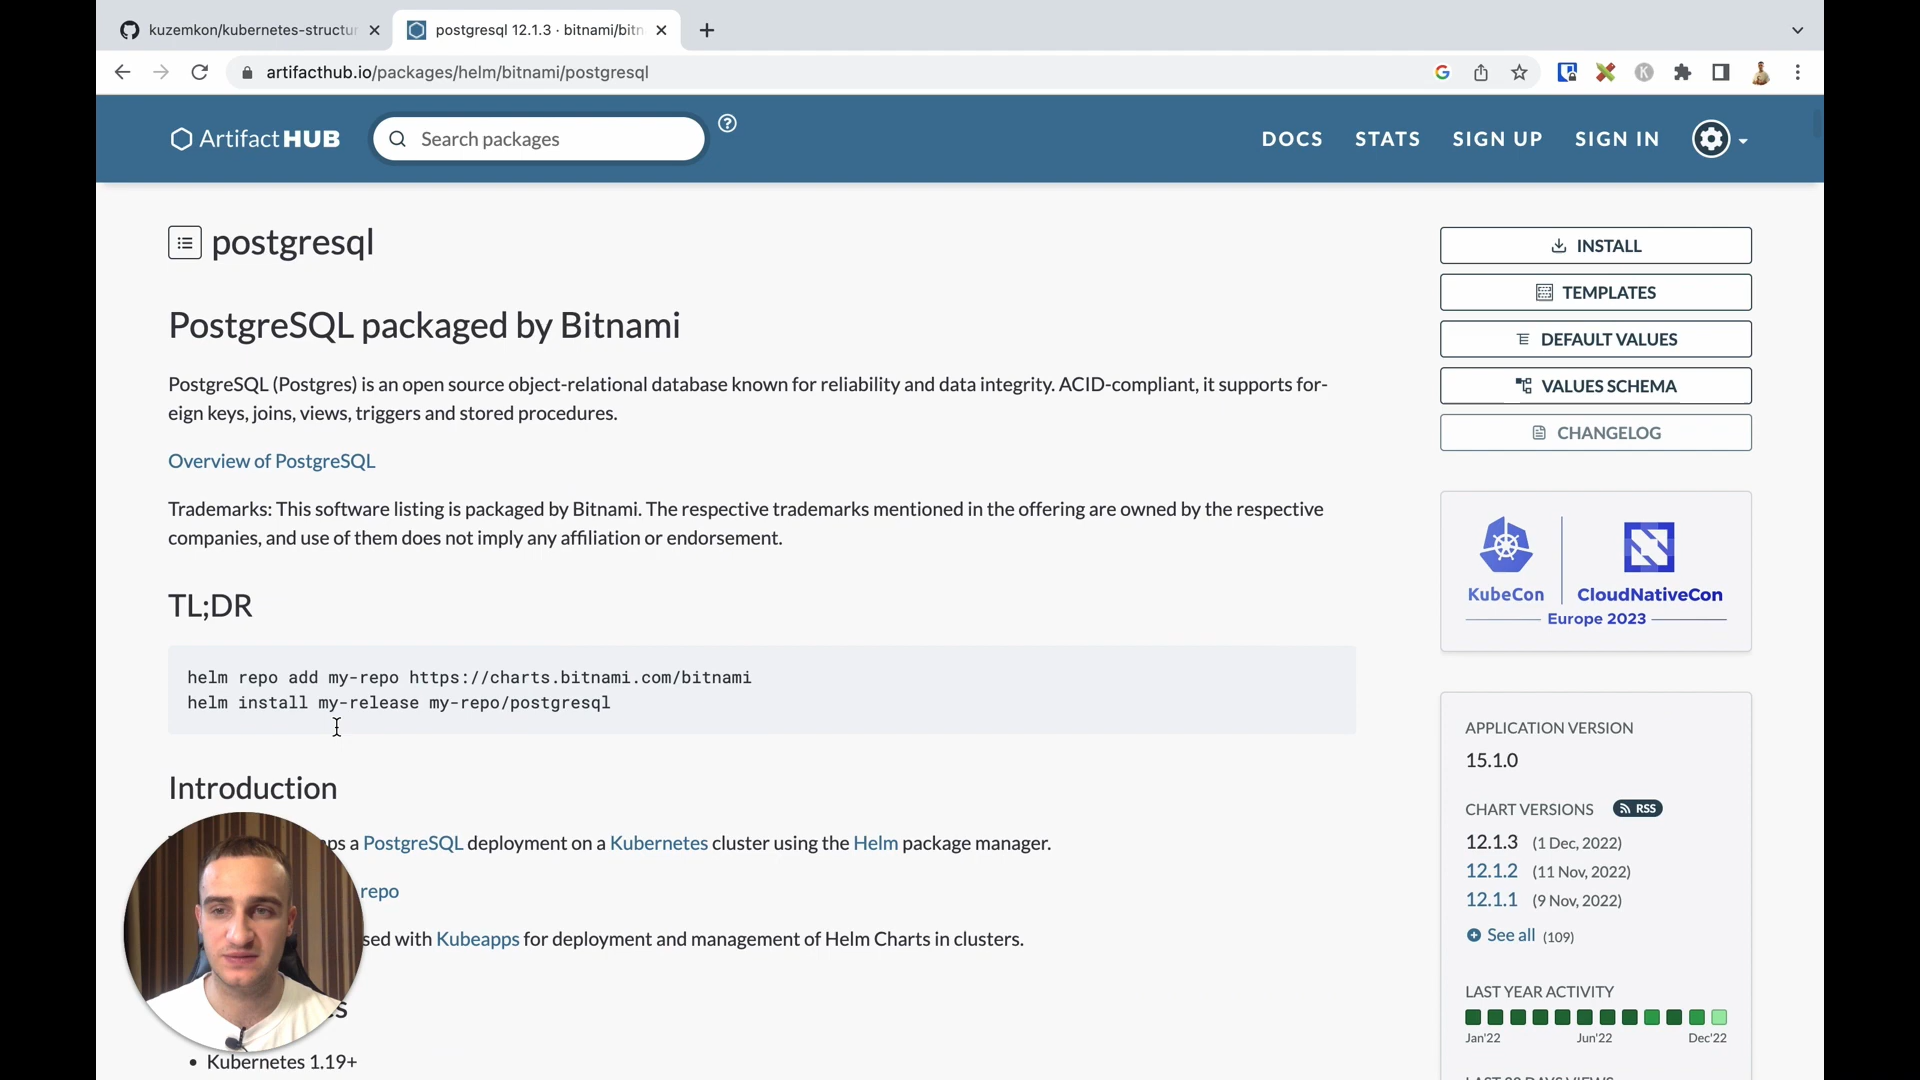 kuzemkon/kubernetes-structur
postgresql 12.1.3 · bitnami/bitn
artifacthub.io/packages/helm/bitnami/postgresql
Artifact HUB
Search packages
DOCS
STATS
SIGN UP
SIGN IN
postgresql
PostgreSQL packaged by Bitnami
PostgreSQL (Postgres) is an open source object-relational database known for reliability and data integrity. ACID-compliant, it supports for-
eign keys, joins, views, triggers and stored procedures.
Overview of PostgreSQL
Trademarks: This software listing is packaged by Bitnami. The respective trademarks mentioned in the offering are owned by the respective
companies, and use of them does not imply any affiliation or endorsement.
TL;DR
helm repo add my-repo https://charts.bitnami.com/bitnami
helm install my-release my-repo/postgresql
Introduction
a PostgreSQL deployment on a Kubernetes cluster using the Helm package manager.
repo
with Kubeapps for deployment and management of Helm Charts in clusters.
Kubernetes 1.19+
INSTALL
TEMPLATES
DEFAULT VALUES
VALUES SCHEMA
CHANGELOG
KubeCon
CloudNativeCon
Europe 2023
APPLICATION VERSION
15.1.0
CHART VERSIONS
RSS
12.1.3 (1 Dec, 2022)
12.1.2 (11 Nov, 2022)
12.1.1 (9 Nov, 2022)
See all (109)
LAST YEAR ACTIVITY
Jan'22
Jun'22
Dec'22